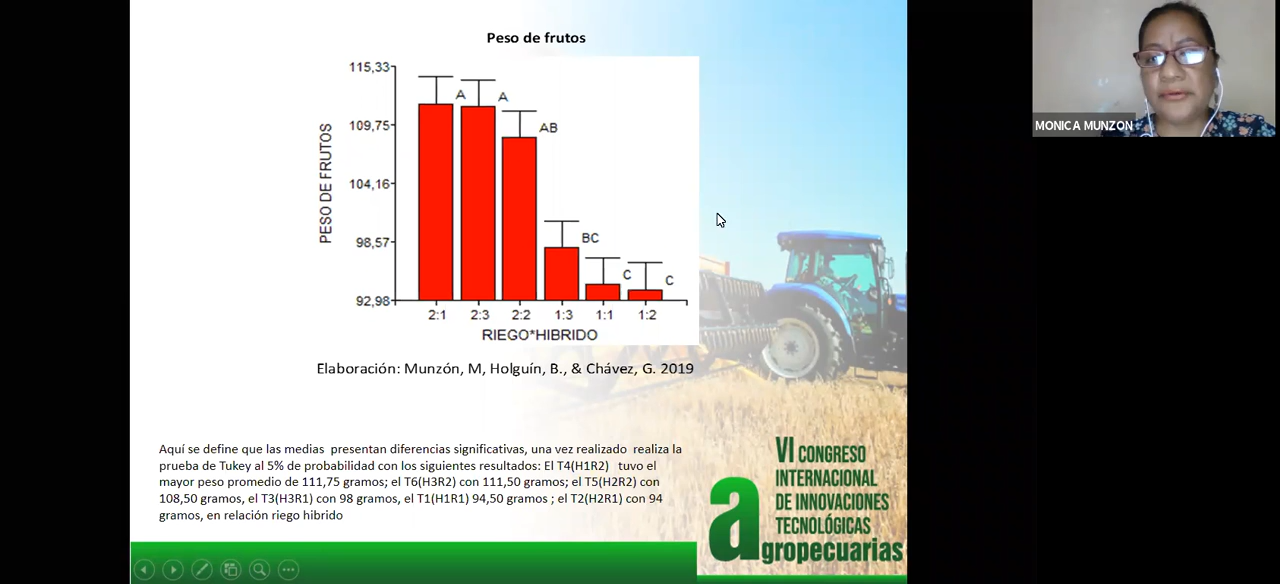 Peso de frutos
115,33
109,75
104,16
98,57
92,98
PESO DE FRUTOS
A
A
AB
BC
C
C
2:1 2:3 2:2 1:3 1:1 1:2
RIEGO*HIBRIDO
Elaboración: Munzón, M, Holguín, B., & Chávez, G. 2019
Aquí se define que las medias presentan diferencias significativas, una vez realizado realiza la
prueba de Tukey al 5% de probabilidad con los siguientes resultados: El T4(H1R2) tuvo el
mayor peso promedio de 111,75 gramos; el T6(H3R2) con 111,50 gramos; el T5(H2R2) con
108,50 gramos, el T3(H3R1) con 98 gramos, el T1(H1R1) 94,50 gramos ; el T2(H2R1) con 94
gramos, en relación riego hibrido
VI CONGRESO
INTERNACIONAL
DE INNOVACIONES
TECNOLÓGICAS
agropecuarias
MONICA MUNZON